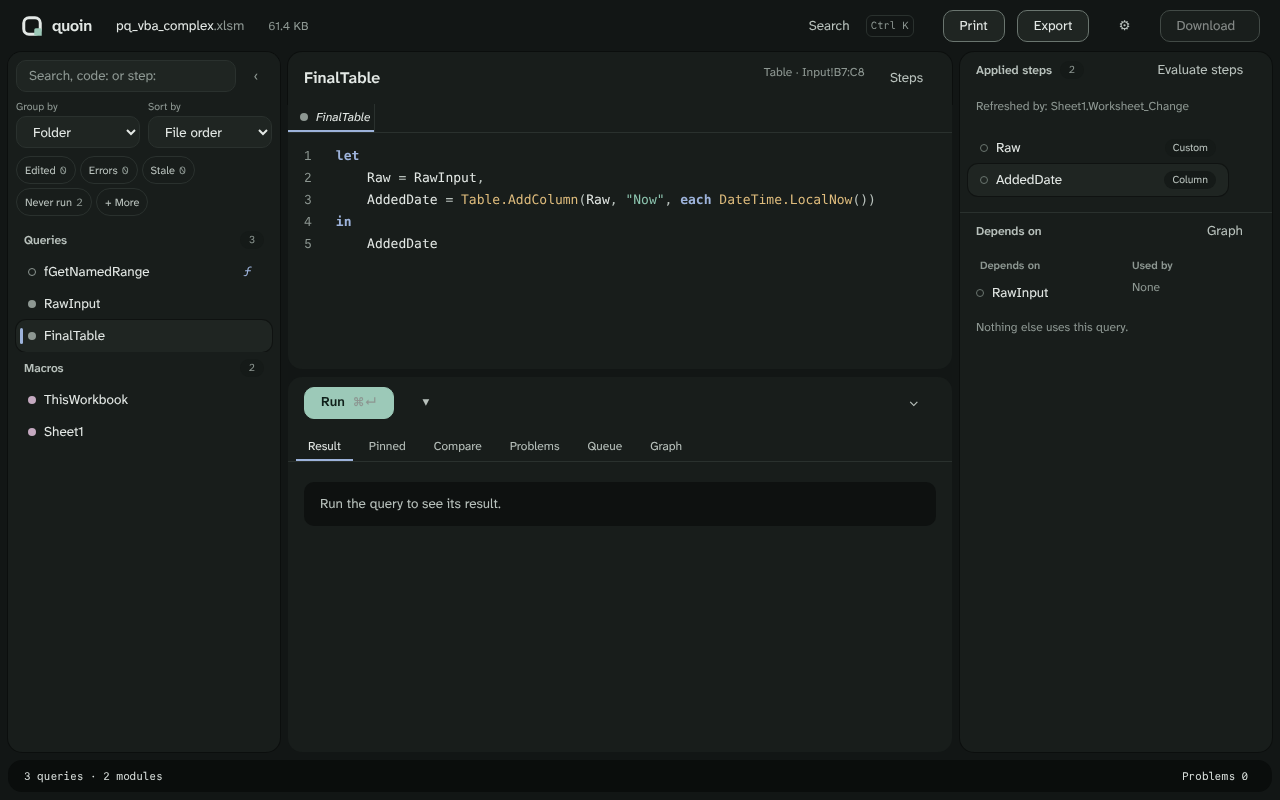 quoin pq_vba_complex.xlsm 61.4 KB Search Ctrl K Print Export ⚙ Download
Search, code: or step: ‹
Group by Sort by
Folder File order
Edited 0 Errors 0 Stale 0
Never run 2 + More
Queries 3
fGetNamedRange ƒ
RawInput
FinalTable
Macros 2
ThisWorkbook
Sheet1
FinalTable Table · Input!B7:C8 Steps
FinalTable
1 let
2 Raw = RawInput,
3 AddedDate = Table.AddColumn(Raw, "Now", each DateTime.LocalNow())
4 in
5 AddedDate
Run ⌘↵ ▼
Result Pinned Compare Problems Queue Graph
Run the query to see its result.
Applied steps 2 Evaluate steps
Refreshed by: Sheet1.Worksheet_Change
Raw Custom
AddedDate Column
Depends on Graph
Depends on Used by
RawInput None
Nothing else uses this query.
3 queries · 2 modules Problems 0